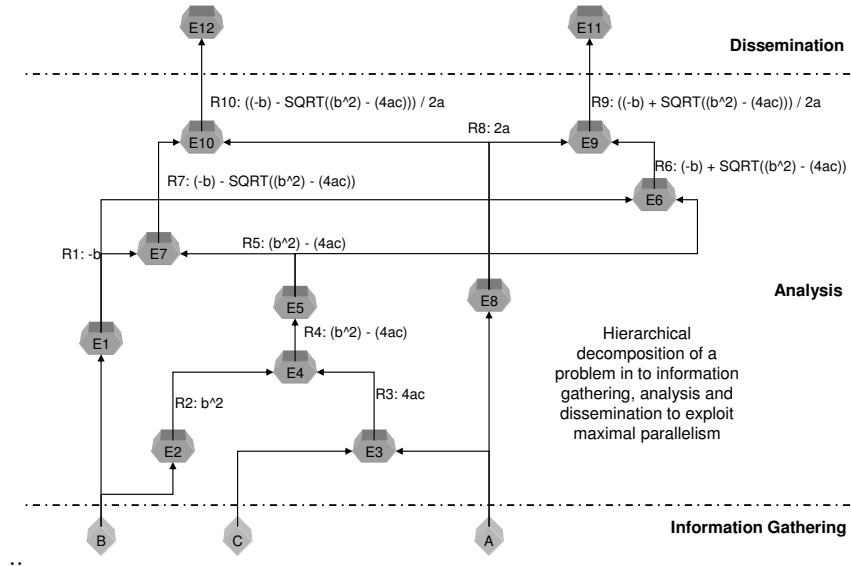 E12
E11
Dissemination
R10: ((-b) - SQRT((b^2) - (4ac))) / 2a
R9: ((-b) + SQRT((b^2) - (4ac))) / 2a
R8: 2a
E10
E9
R6: (-b) + SQRT((b^2) - (4ac))
R7: (-b) - SQRT((b^2) - (4ac))
E6
R1: -b
E7
R5: (b^2) - (4ac)
Analysis
E5
E8
R4: (b^2) - (4ac)
E1
Hierarchical
decomposition of a
problem in to information
gathering, analysis and
dissemination to exploit
maximal parallelism
E4
R2: b^2
R3: 4ac
E2
E3
Information Gathering
B
C
A
..